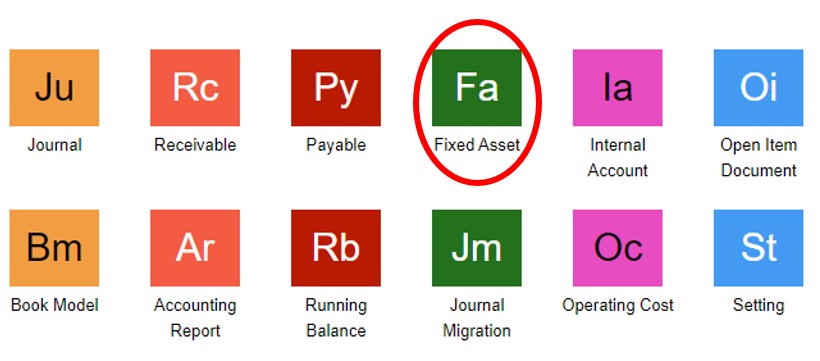 Ju Rc Py Fa Ia Oi
Journal Receivable Payable Fixed Asset Internal Account Open Item Document
Bm Ar Rb Jm Oc St
Book Model Accounting Report Running Balance Journal Migration Operating Cost Setting